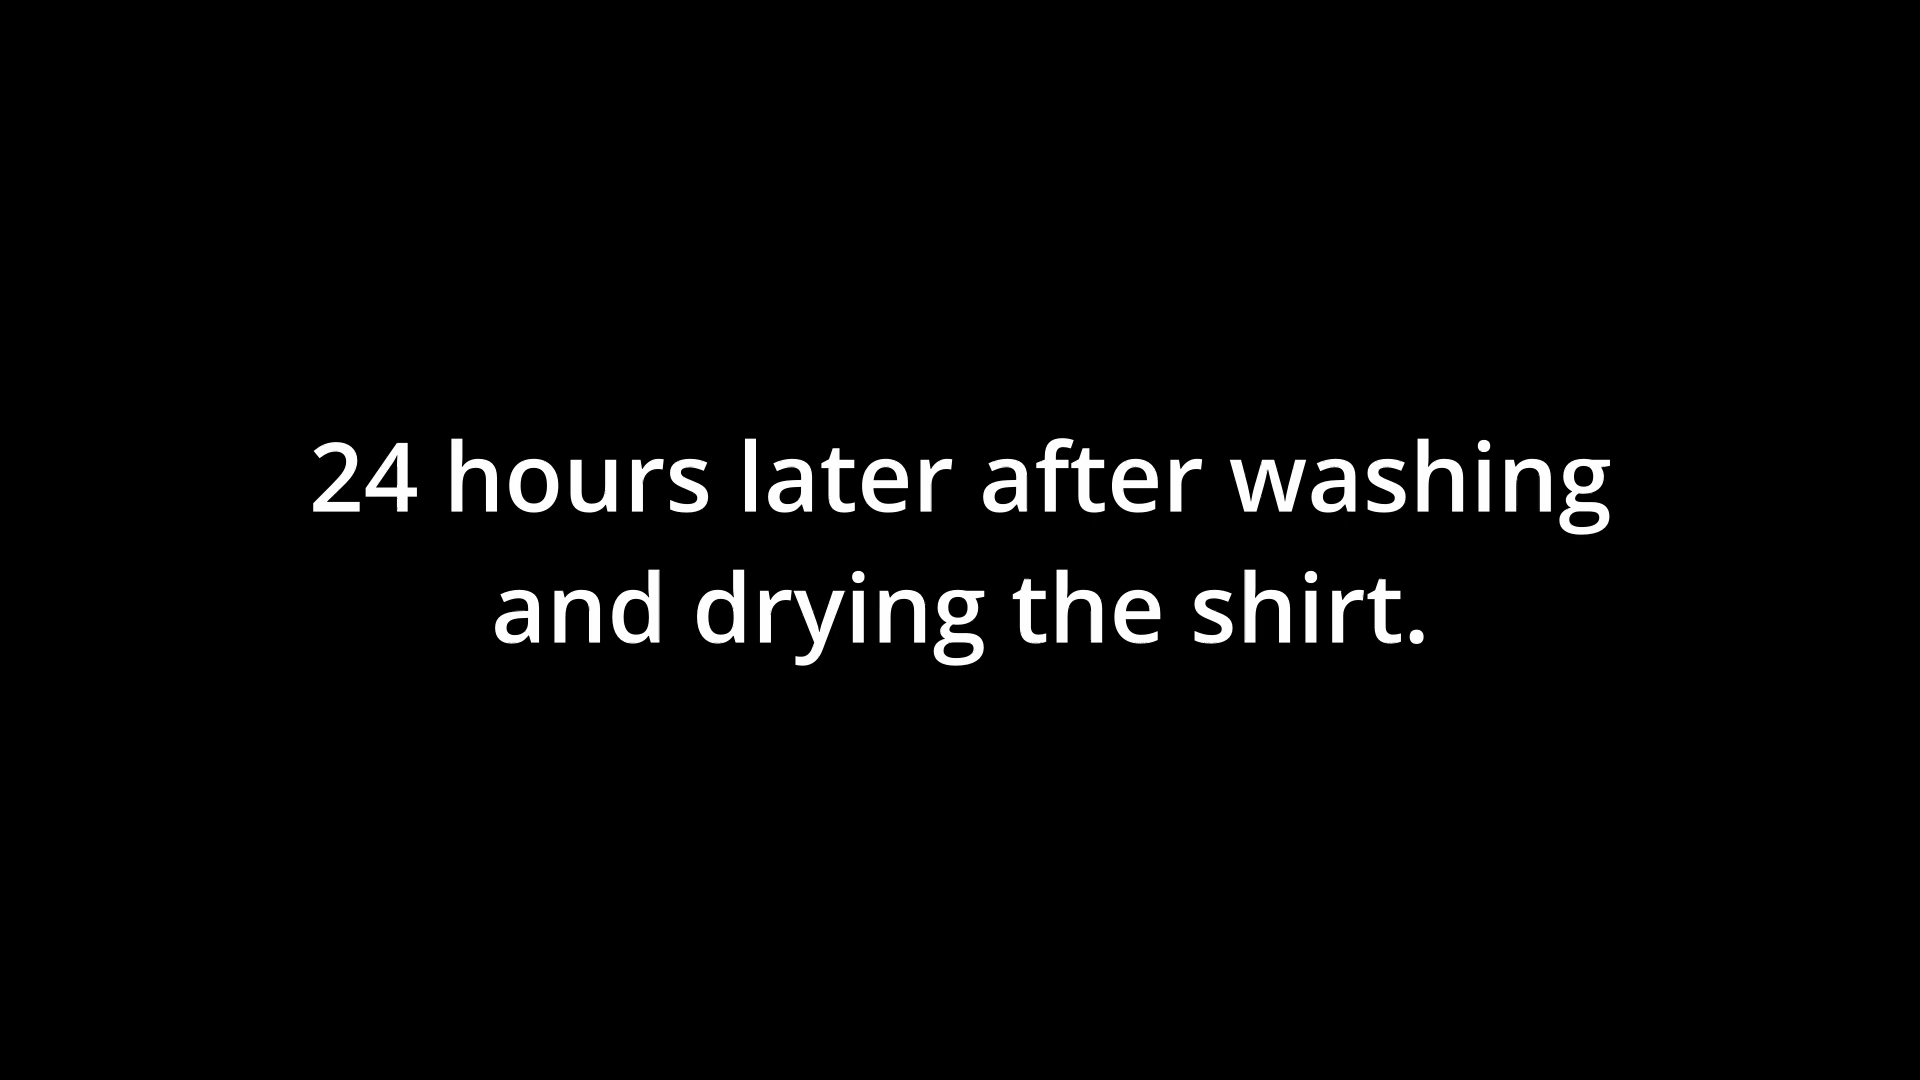 24 hours later after washing
and drying the shirt.